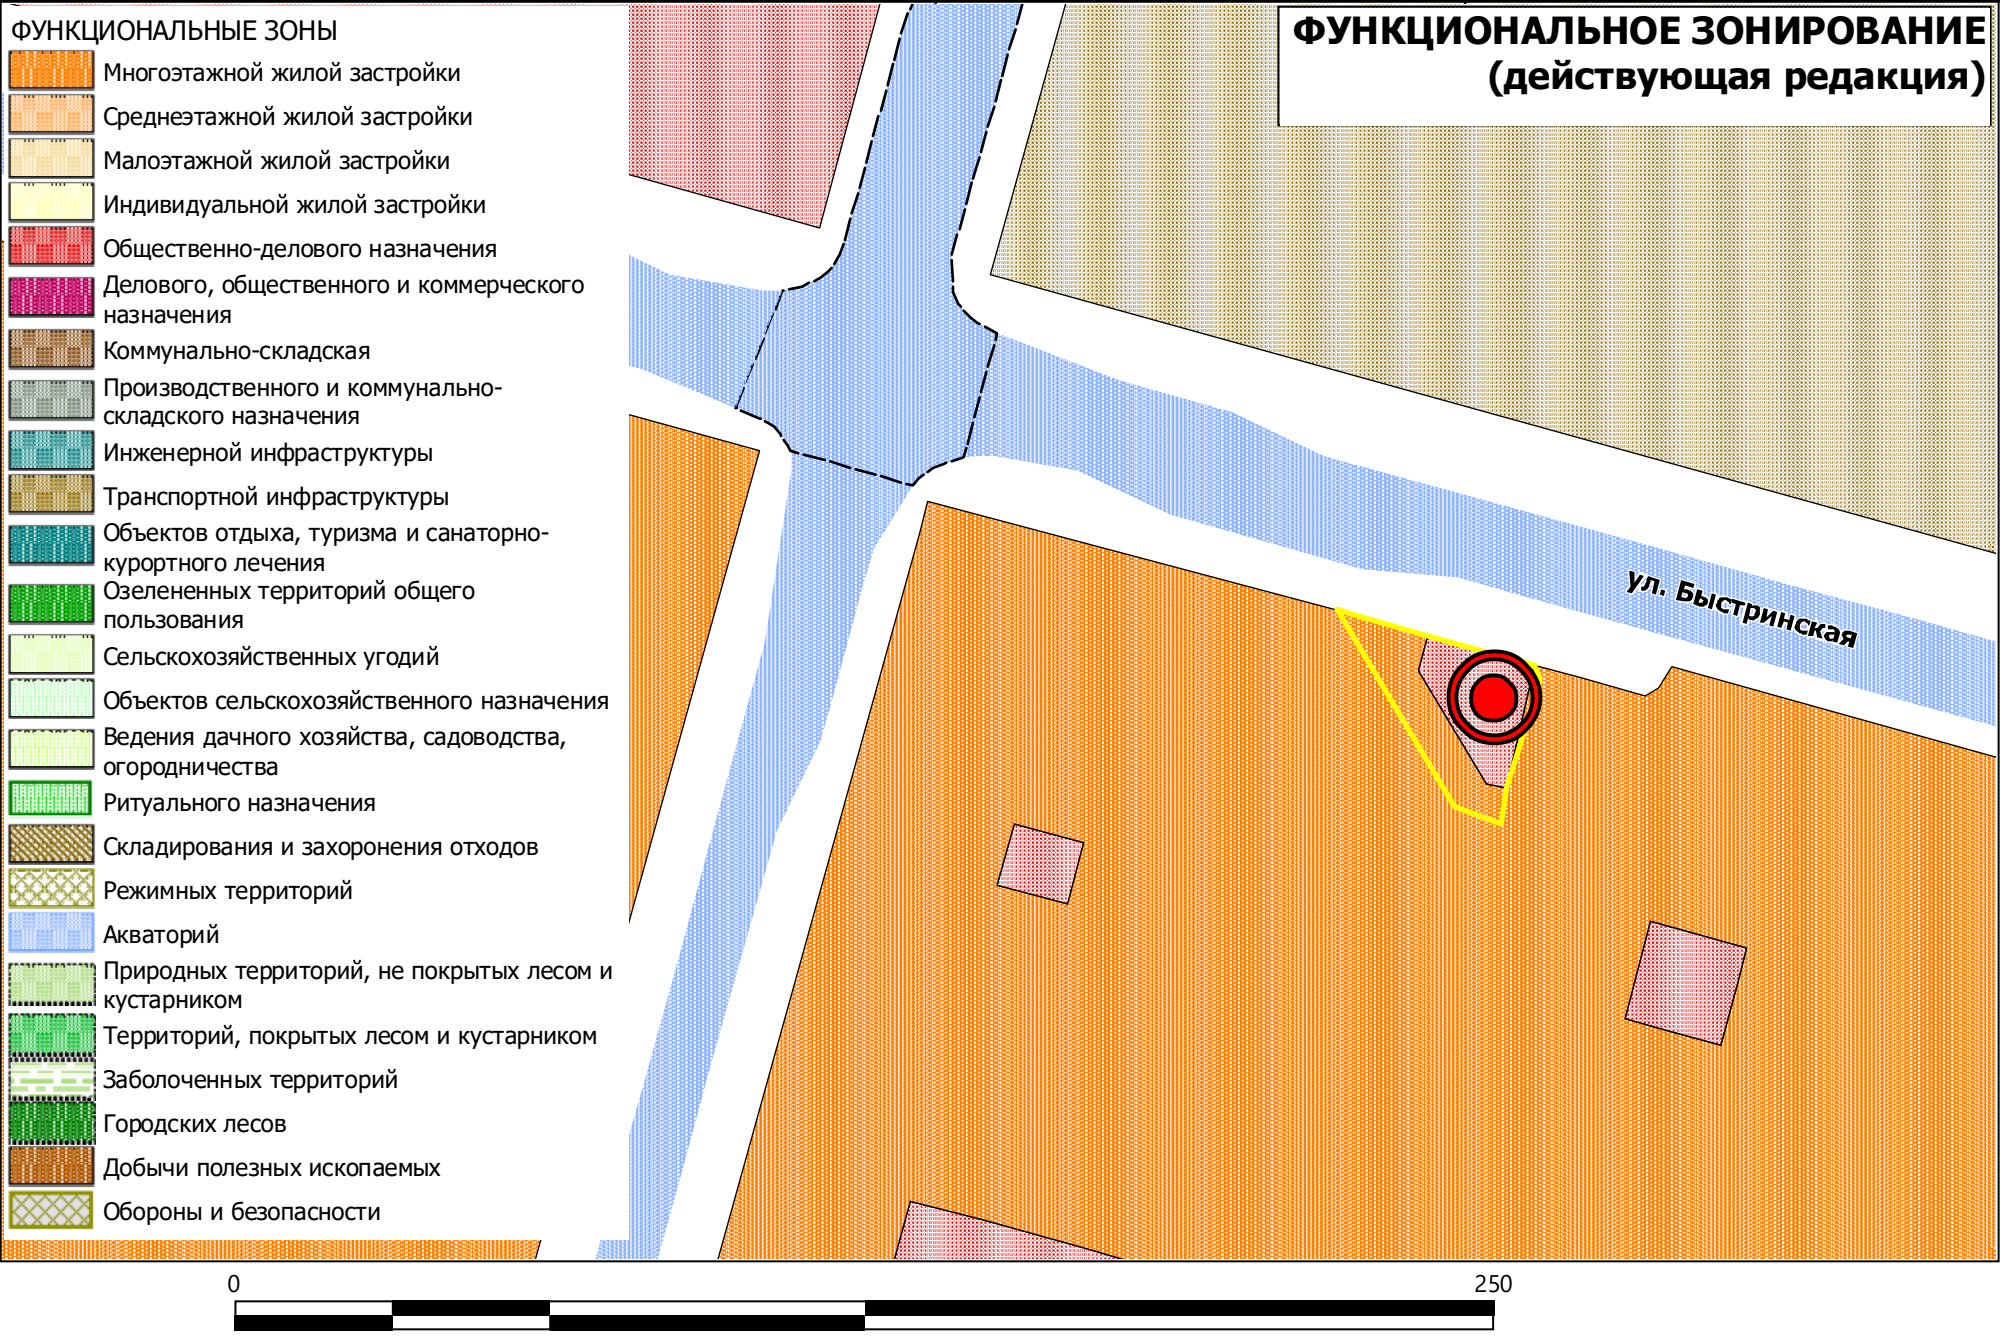 ФУНКЦИОНАЛЬНЫЕ ЗОНЫ
Многоэтажной жилой застройки
Среднеэтажной жилой застройки
Малоэтажной жилой застройки
Индивидуальной жилой застройки
Общественно-делового назначения
Делового, общественного и коммерческого
назначения
Коммунально-складская
Производственного и коммунально-
складского назначения
Инженерной инфраструктуры
Транспортной инфраструктуры
Объектов отдыха, туризма и санаторно-
курортного лечения
Озелененных территорий общего
пользования
Сельскохозяйственных угодий
Объектов сельскохозяйственного назначения
Ведения дачного хозяйства, садоводства,
огородничества
Ритуального назначения
Складирования и захоронения отходов
Режимных территорий
Акваторий
Природных территорий, не покрытых лесом и
кустарником
Территорий, покрытых лесом и кустарником
Заболоченных территорий
Городских лесов
Добычи полезных ископаемых
Обороны и безопасности
ФУНКЦИОНАЛЬНОЕ ЗОНИРОВАНИЕ
(действующая редакция)
ул. Быстринская
0
250